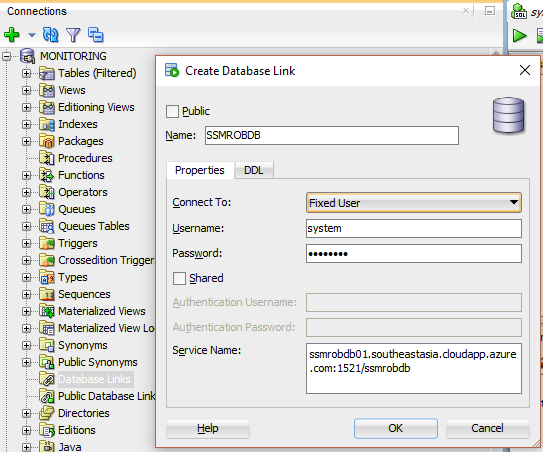 Connections
MONITORING
Tables (Filtered)
Views
Editioning Views
Indexes
Packages
Procedures
Functions
Operators
Queues
Queues Tables
Triggers
Crossedition Trigger
Types
Sequences
Materialized Views
Materialized View Lo
Synonyms
Public Synonyms
Database Links
Public Database Link
Directories
Editions
Java
SQL
sy
Create Database Link
Public
Name: SSMROBDB
Properties DDL
Connect To: Fixed User
Username: system
Password: ••••••••
Shared
Authentication Username:
Authentication Password:
Service Name: ssmrobdb01.southeastasia.cloudapp.azure
.com:1521/ssmrobdb
Help OK Cancel